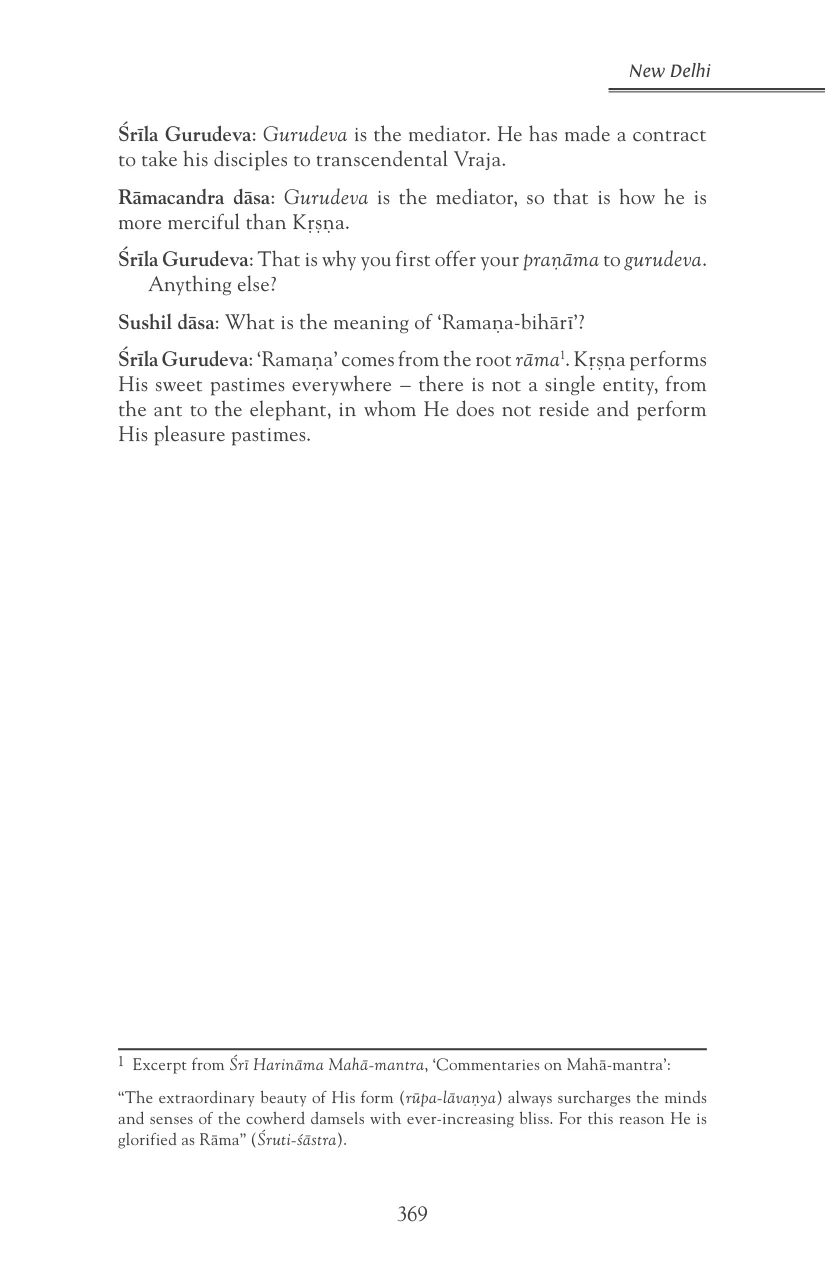 New Delhi
Śrīla Gurudeva: Gurudeva is the mediator. He has made a contract
to take his disciples to transcendental Vraja.
Rāmacandra dāsa: Gurudeva is the mediator, so that is how he is
more merciful than Kṛṣṇa.
Śrīla Gurudeva: That is why you first offer your praṇāma to gurudeva.
Anything else?
Sushil dāsa: What is the meaning of ‘Ramaṇa-bihārī’?
Śrīla Gurudeva: ‘Ramaṇa’ comes from the root rāma¹. Kṛṣṇa performs
His sweet pastimes everywhere – there is not a single entity, from
the ant to the elephant, in whom He does not reside and perform
His pleasure pastimes.
1 Excerpt from Śrī Harināma Mahā-mantra, ‘Commentaries on Mahā-mantra’:
“The extraordinary beauty of His form (rūpa-lāvaṇya) always surcharges the minds
and senses of the cowherd damsels with ever-increasing bliss. For this reason He is
glorified as Rāma” (Śruti-śāstra).
369